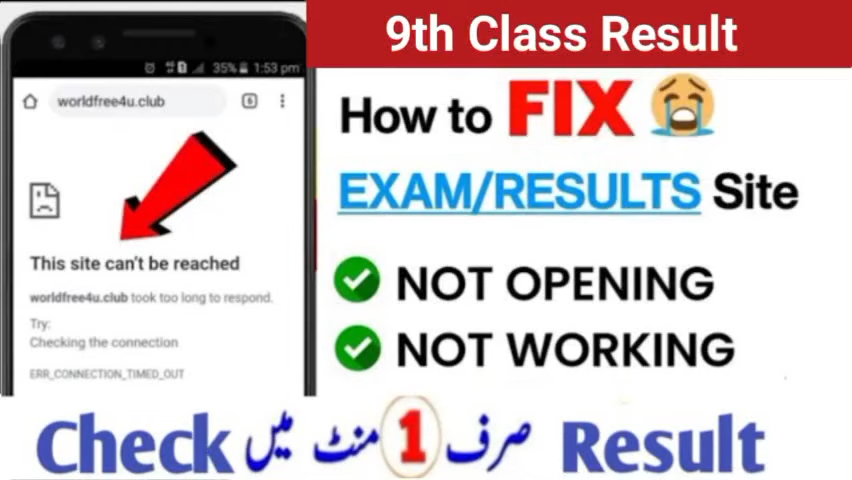 9th Class Result
35% 1:53 pm
worldfree4u.club 6
How to FIX
EXAM/RESULTS Site
This site can't be reached
worldfree4u.club took too long to respond.
Try:
Checking the connection
ERR_CONNECTION_TIMED_OUT
NOT OPENING
NOT WORKING
Check صرف 1 منٹ میں Result